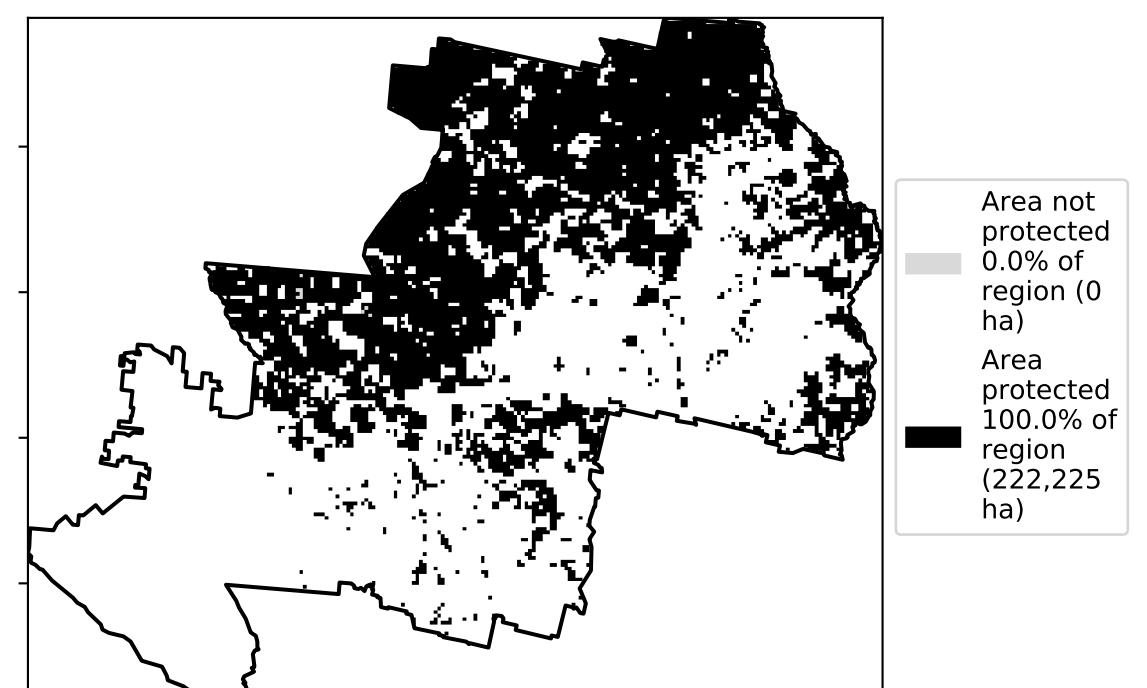 Area not
protected
0.0% of
region (0
ha)
Area
protected
100.0% of
region
(222,225
ha)